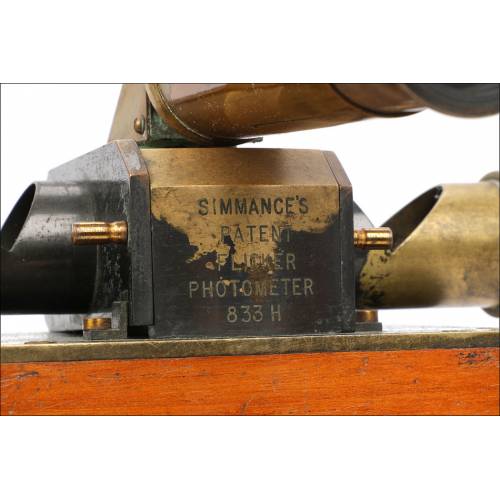 SIMMANCE'S
PATENT
FLICKER
PHOTOMETER
833 H